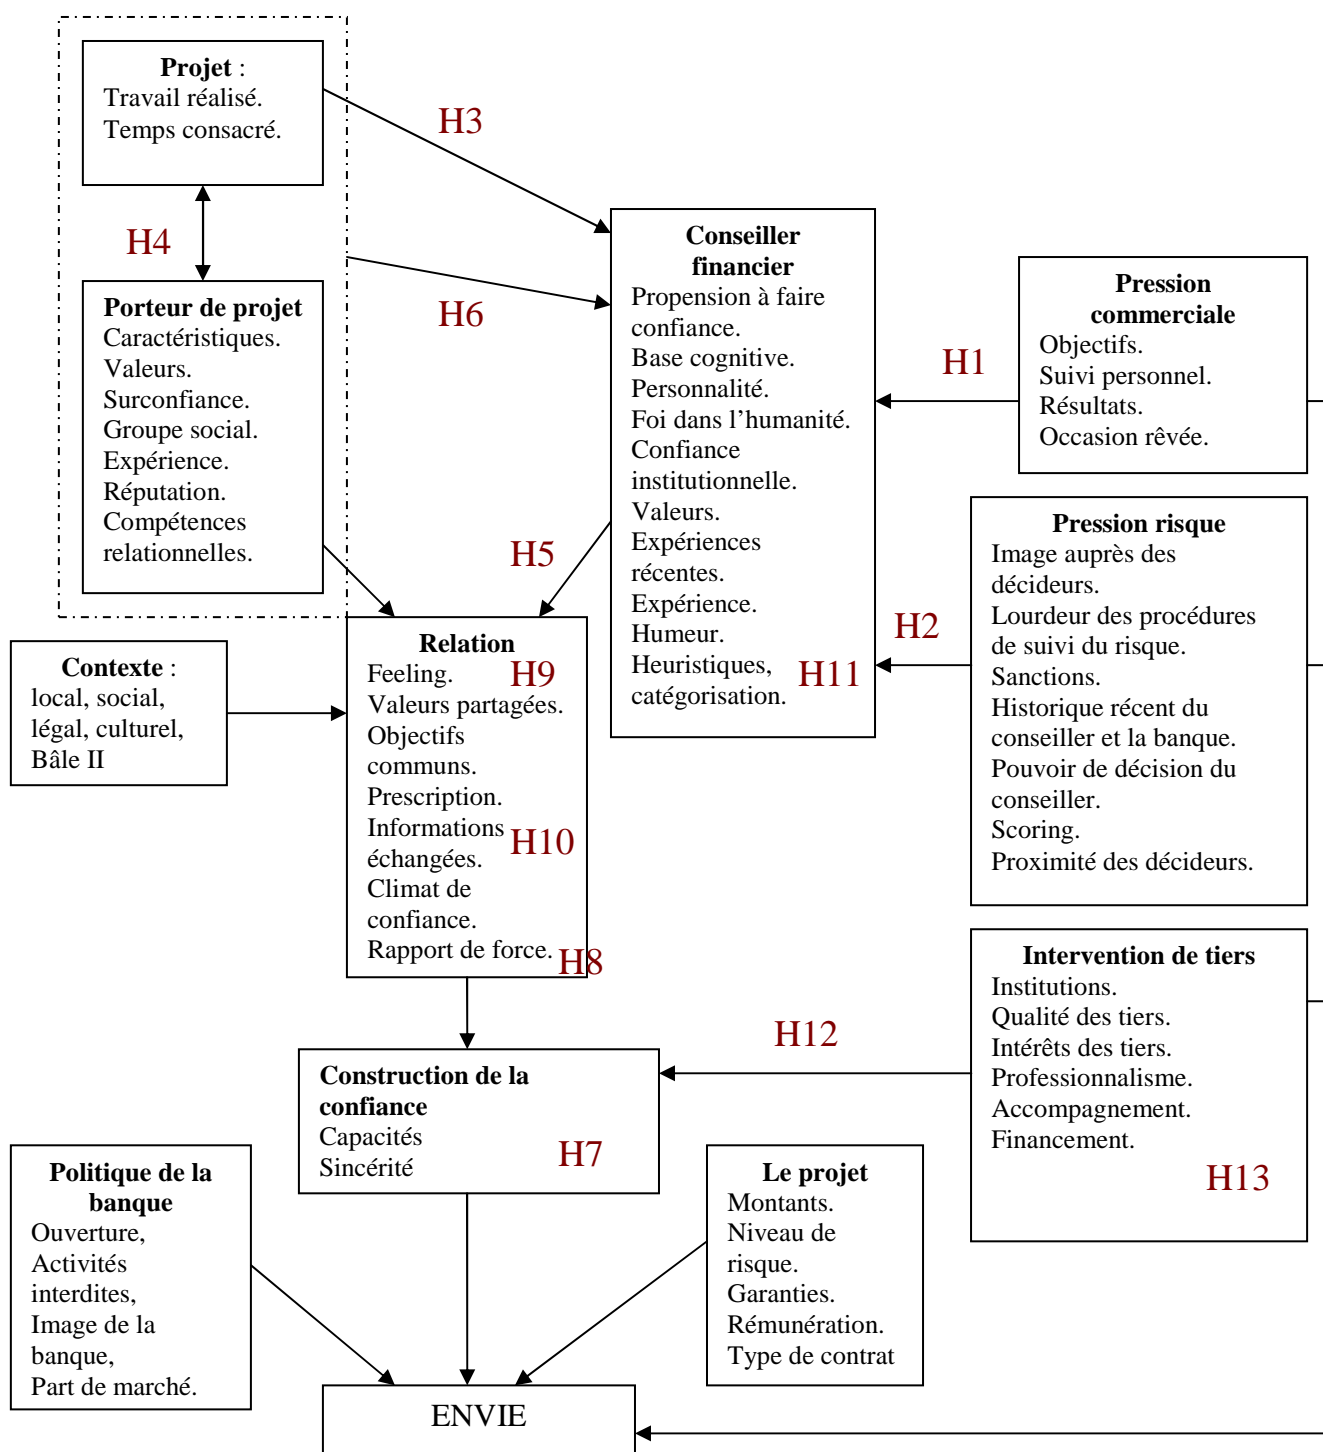 Projet :
Travail réalisé.
Temps consacré.
H3
H4
Porteur de projet
Caractéristiques.
Valeurs.
Surconfiance.
Groupe social.
Expérience.
Réputation.
Compétences
relationnelles.
H6
Conseiller
financier
Propension à faire
confiance.
Base cognitive.
Personnalité.
Foi dans l’humanité.
Confiance
institutionnelle.
Valeurs.
Expériences
récentes.
Expérience.
Humeur.
Heuristiques,
catégorisation.
H11
H1
Pression
commerciale
Objectifs.
Suivi personnel.
Résultats.
Occasion rêvée.
H2
Pression risque
Image auprès des
décideurs.
Lourdeur des procédures
de suivi du risque.
Sanctions.
Historique récent du
conseiller et la banque.
Pouvoir de décision du
conseiller.
Scoring.
Proximité des décideurs.
H5
Contexte :
local, social,
légal, culturel,
Bâle II
Relation
Feeling.
H9
Valeurs partagées.
Objectifs
communs.
Prescription.
Informations
H10
échangées.
Climat de
confiance.
Rapport de force.
H8
Intervention de tiers
Institutions.
Qualité des tiers.
Intérêts des tiers.
Professionnalisme.
Accompagnement.
Financement.
H13
H12
Construction de la
confiance
Capacités
Sincérité
H7
Politique de la
banque
Ouverture,
Activités
interdites,
Image de la
banque,
Part de marché.
Le projet
Montants.
Niveau de
risque.
Garanties.
Rémunération.
Type de contrat
ENVIE